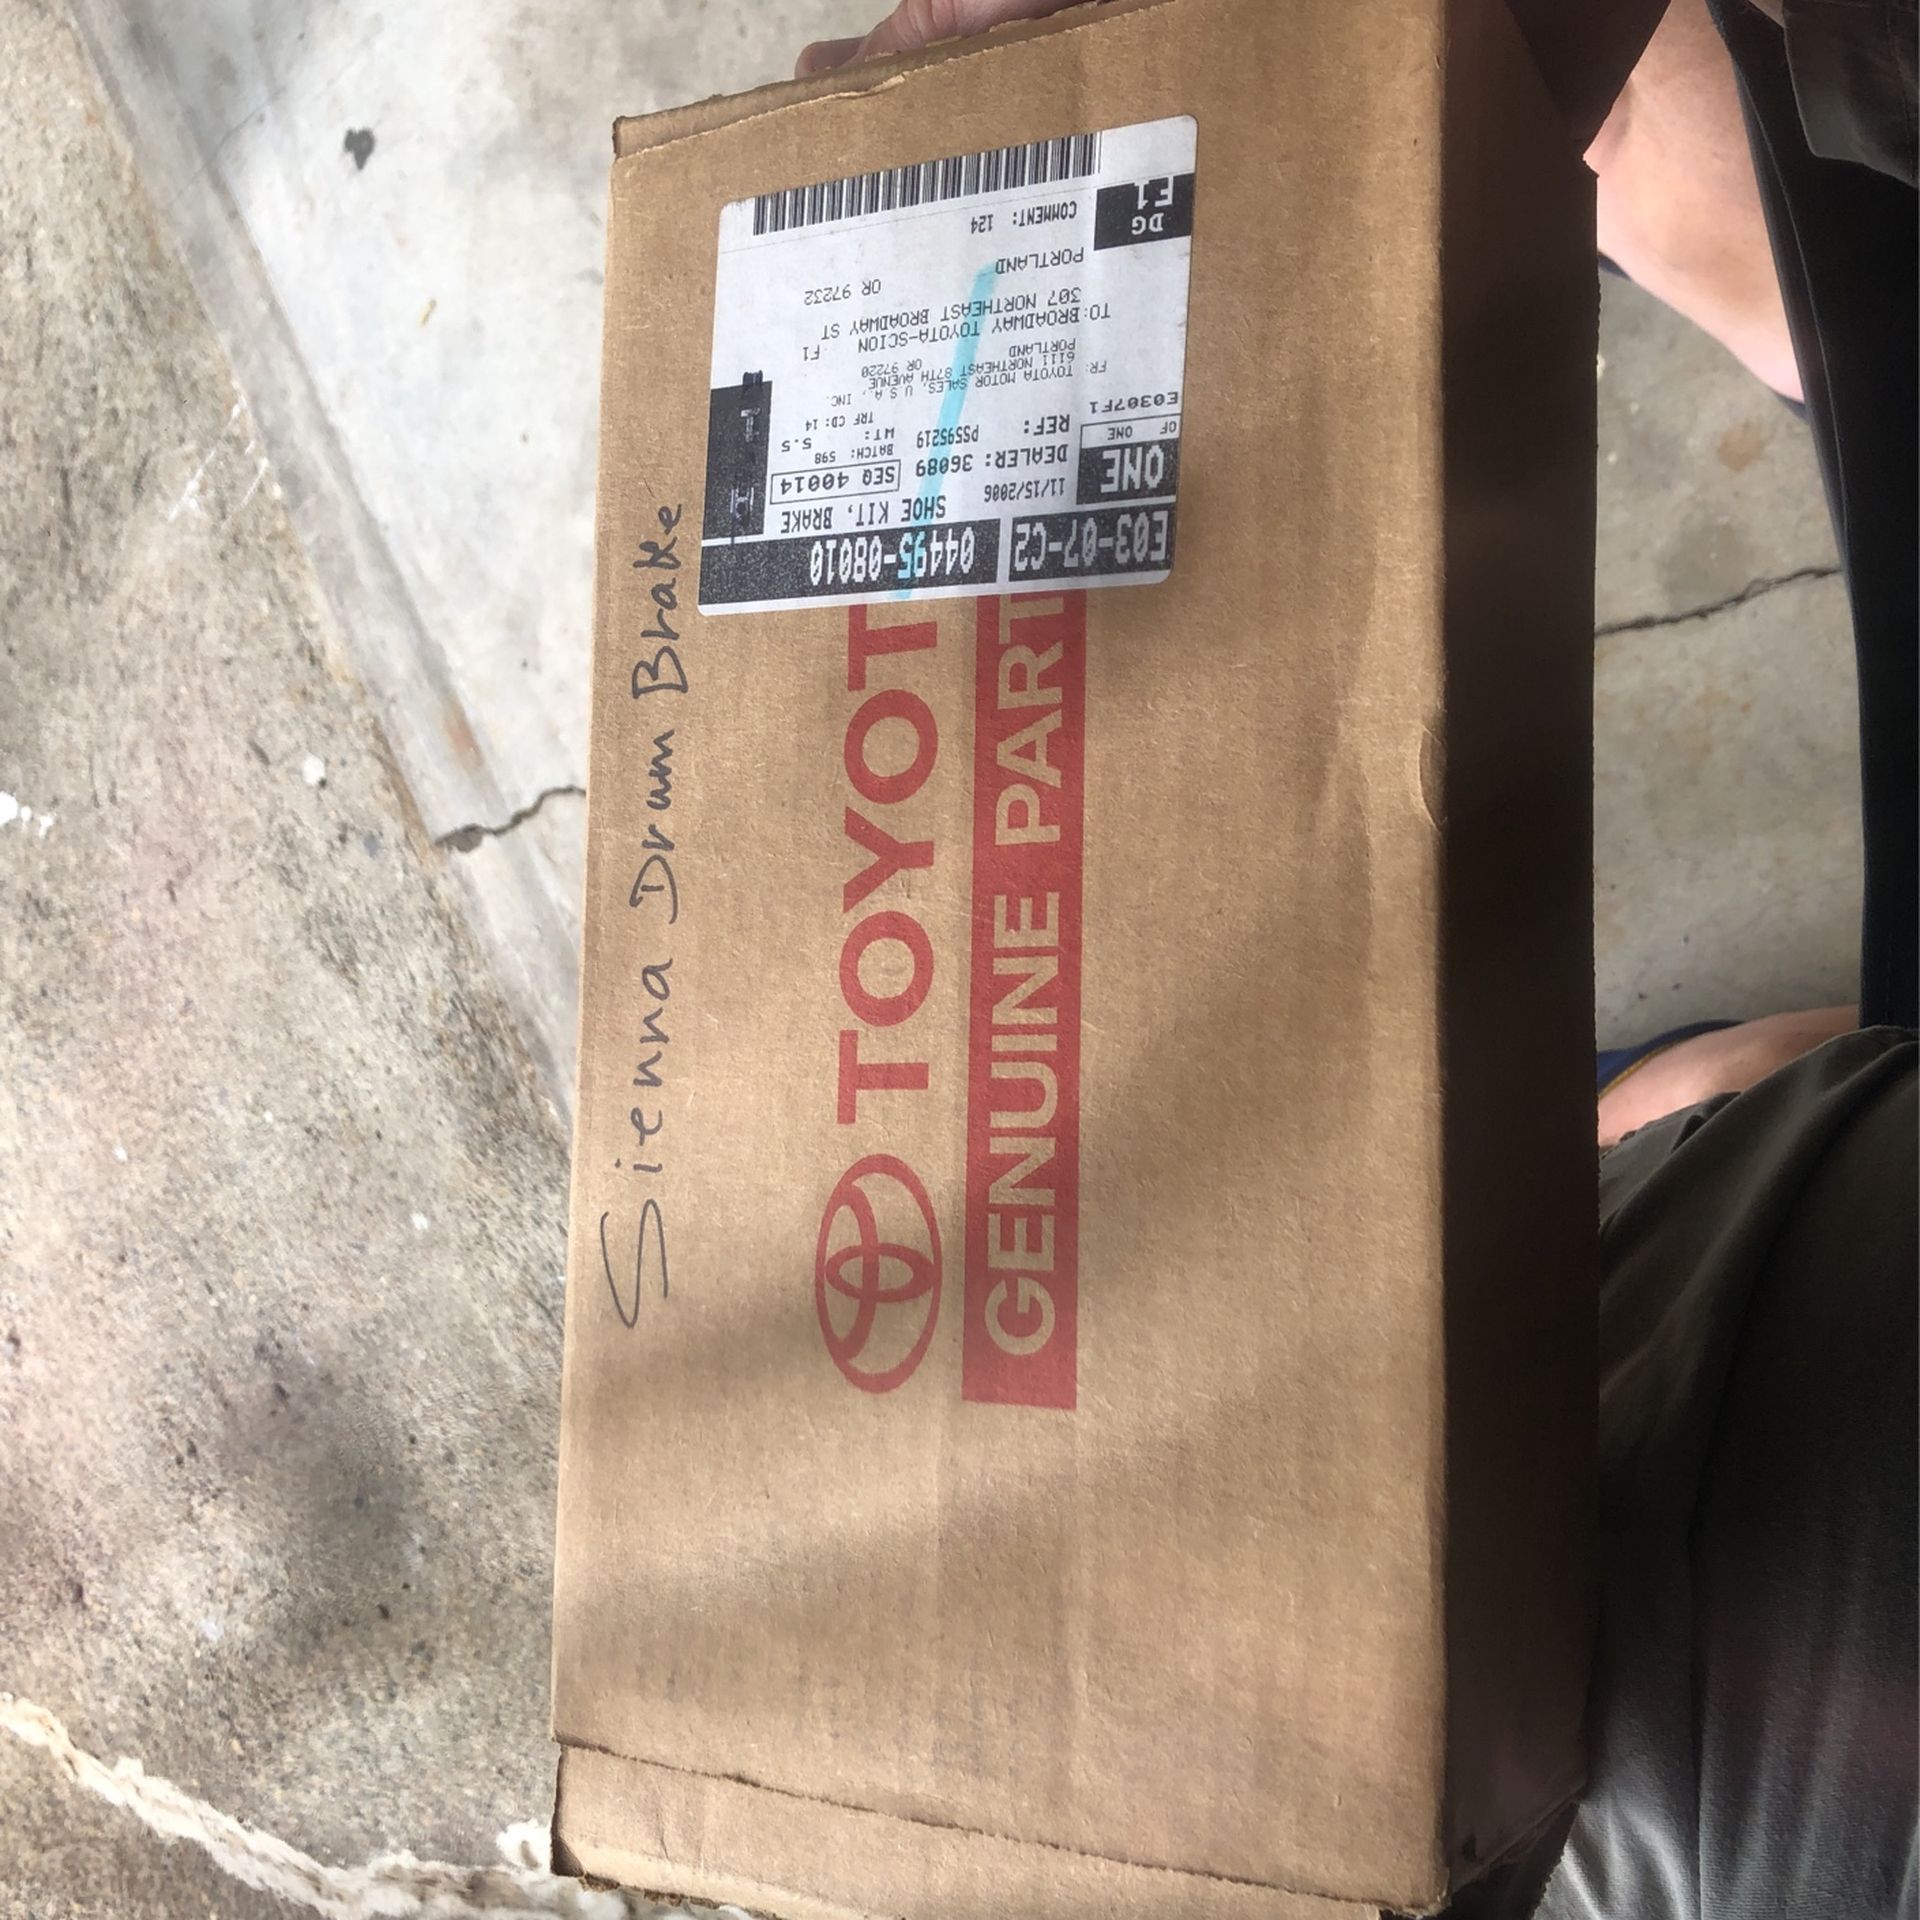 Sienna Drum Brake
TOYOT
GENUINE PART
E03-07-C2 04495-08010
11/15/2006 SHOE KIT, BRAKE
ONE
OF ONE
DEALER: 36089 SEQ 40014
REF: PS595219 BATCH: 598
WT: 5.5
TRF CD: 14
E0307F1
FR: TOYOTA MOTOR SALES, U.S.A., INC.
6111 NORTHEAST 87TH AVENUE
PORTLAND OR 97220
TO: BROADWAY TOYOTA-SCION F1
307 NORTHEAST BROADWAY ST
PORTLAND OR 97232
COMMENT: 124
DG
F1